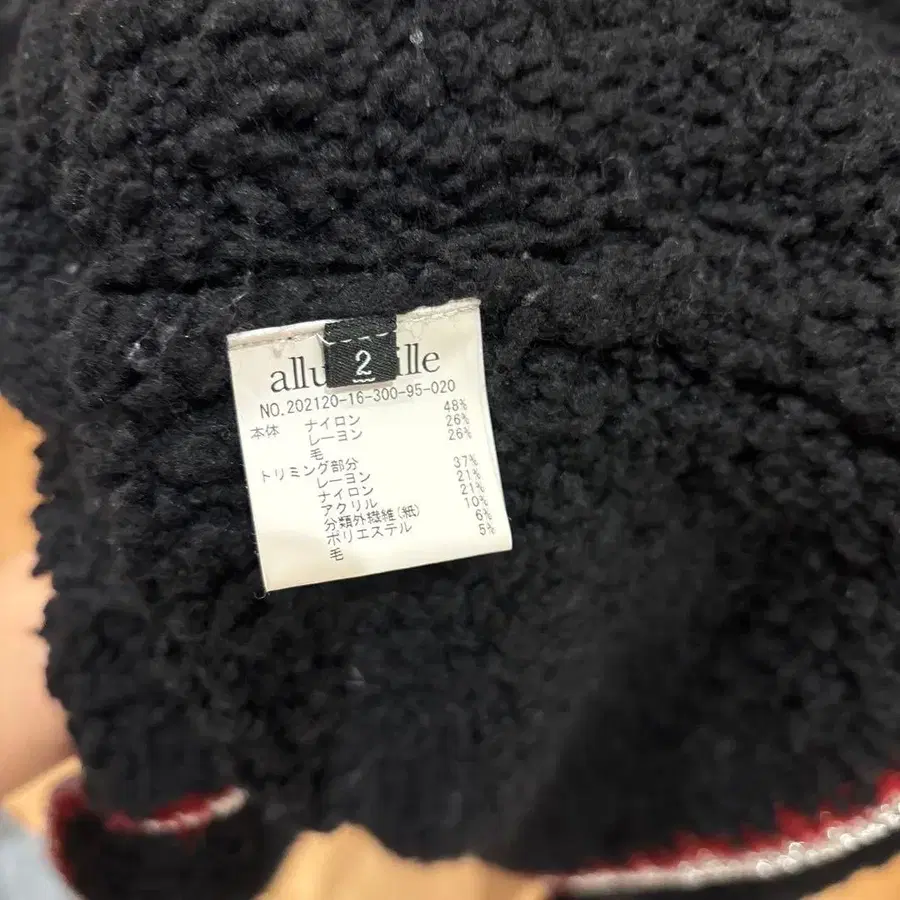 2
allu ille
NO.202120-16-300-95-020
本体 ナイロン 48%
レーヨン 26%
毛 26%
トリミング部分
レーヨン 37%
ナイロン 21%
アクリル 21%
分類外繊維(紙) 10%
ポリエステル 6%
毛 5%